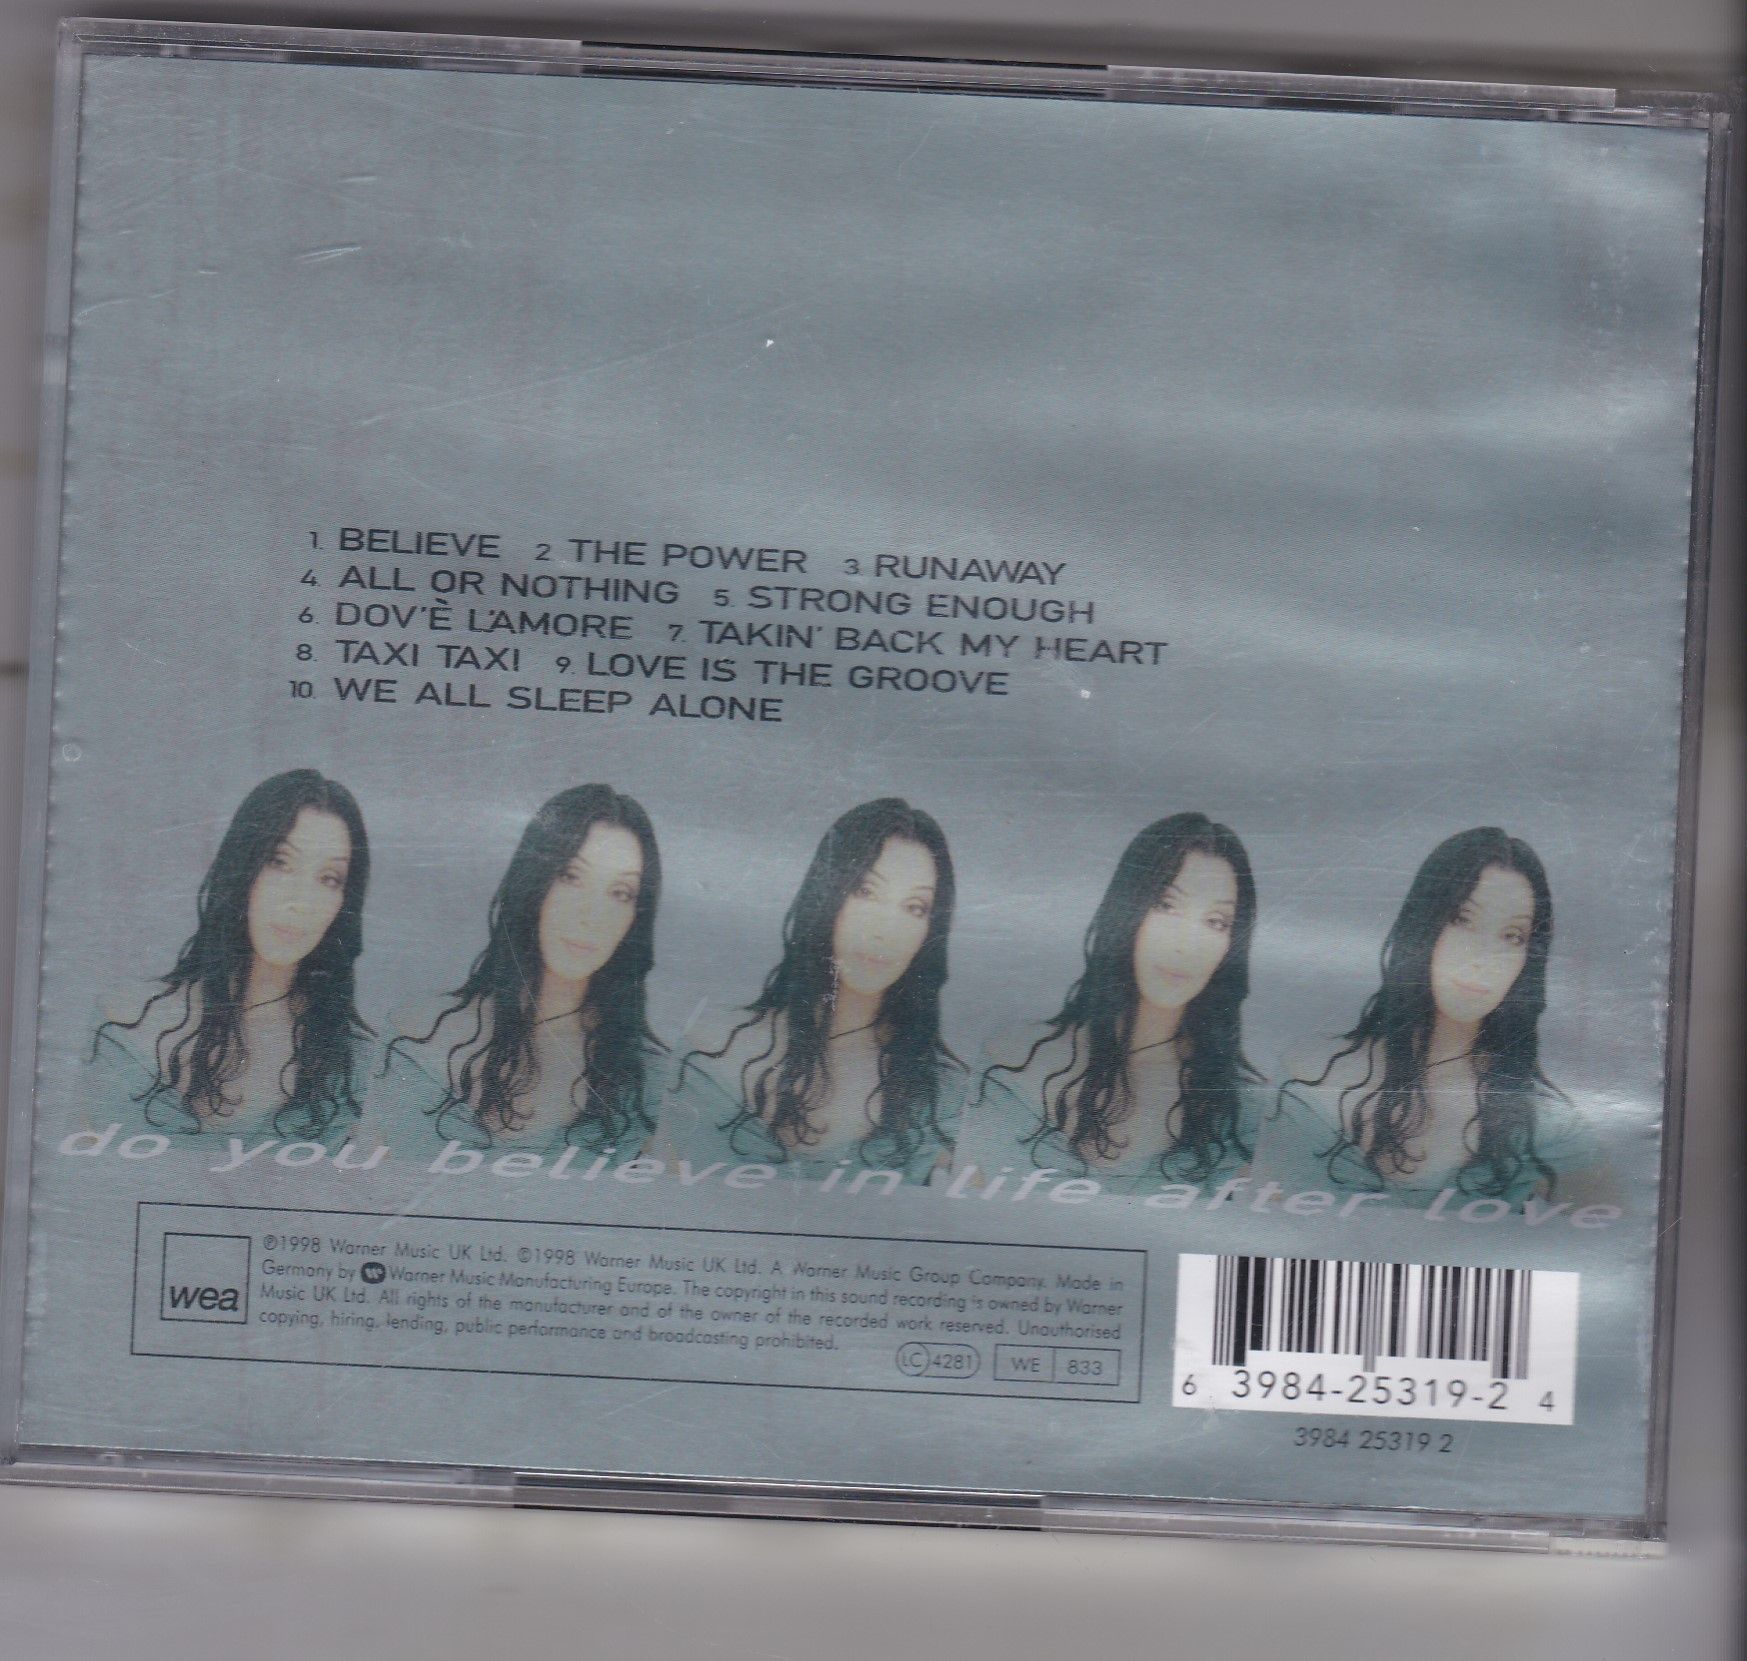 1. BELIEVE 2. THE POWER 3. RUNAWAY
4. ALL OR NOTHING 5. STRONG ENOUGH
6. DOV'È L'AMORE 7. TAKIN' BACK MY HEART
8. TAXI TAXI 9. LOVE IS THE GROOVE
10. WE ALL SLEEP ALONE
do you believe in life after love
wea
℗1998 Warner Music UK Ltd. ©1998 Warner Music UK Ltd. A Warner Music Group Company. Made in
Germany by Warner Music Manufacturing Europe. The copyright in this sound recording is owned by Warner
Music UK Ltd. All rights of the manufacturer and of the owner of the recorded work reserved. Unauthorised
copying, hiring, lending, public performance and broadcasting prohibited.
LC 4281 WE 833
6 3984-25319-2 4
3984 25319 2